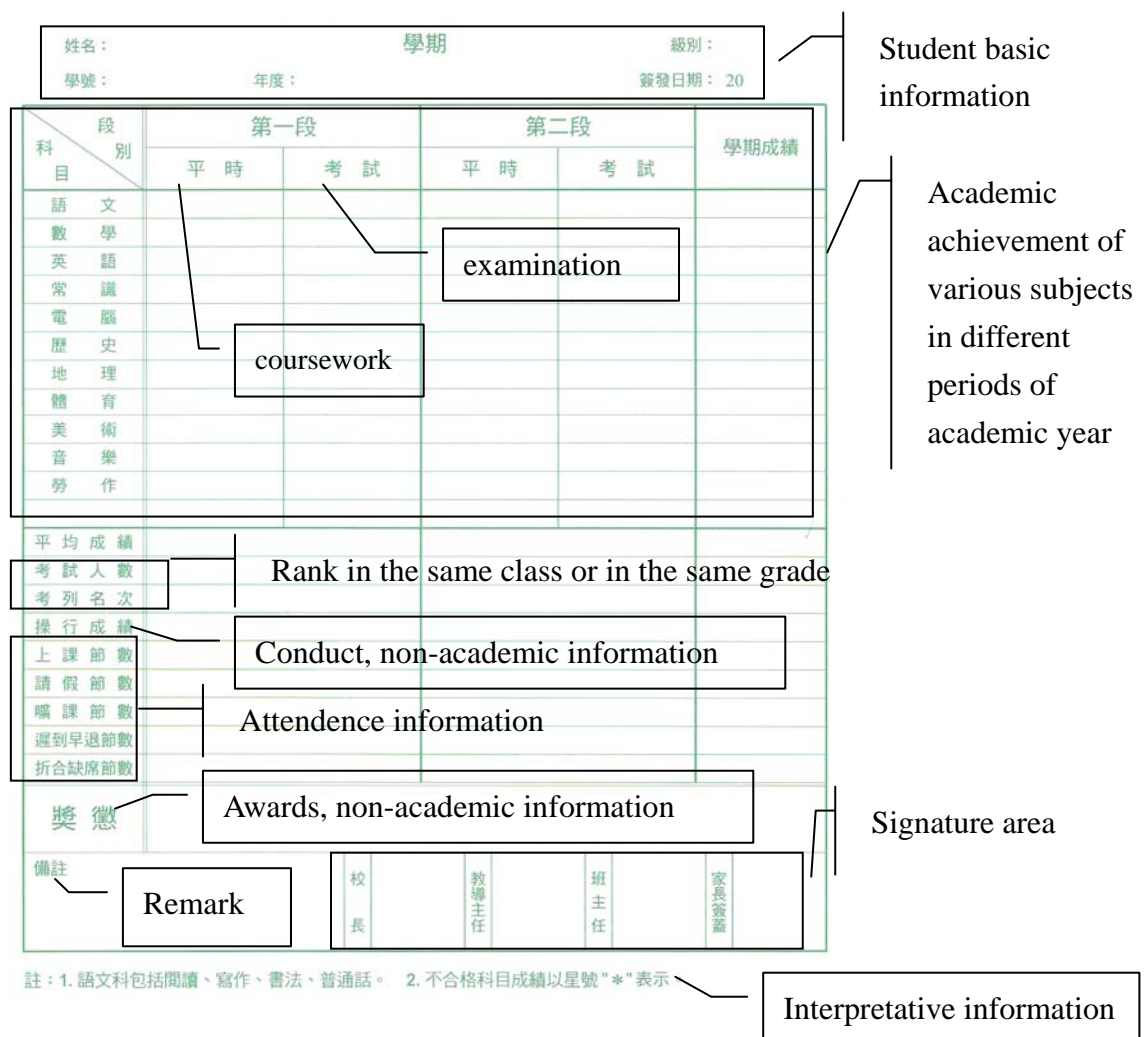 姓名： 學期 級別：
學號： 年度： 簽發日期： 20
Student basic
information
段
別
科
目
第一段 第二段 學期成績
平時 考試 平時 考試
語文
數學
英語
常識
電腦
歷史
地理
體育
美術
音樂
勞作
examination
coursework
Academic
achievement of
various subjects
in different
periods of
academic year
平均成績
考試人數
考列名次
Rank in the same class or in the same grade
操行成績
Conduct, non-academic information
上課節數
請假節數
曠課節數
遲到早退節數
折合缺席節數
Attendence information
獎懲
Awards, non-academic information
備註
Remark
校長
教導主任
班主任
家長簽蓋
Signature area
註：1. 語文科包括閱讀、寫作、書法、普通話。 2. 不合格科目成績以星號"＊"表示
Interpretative information